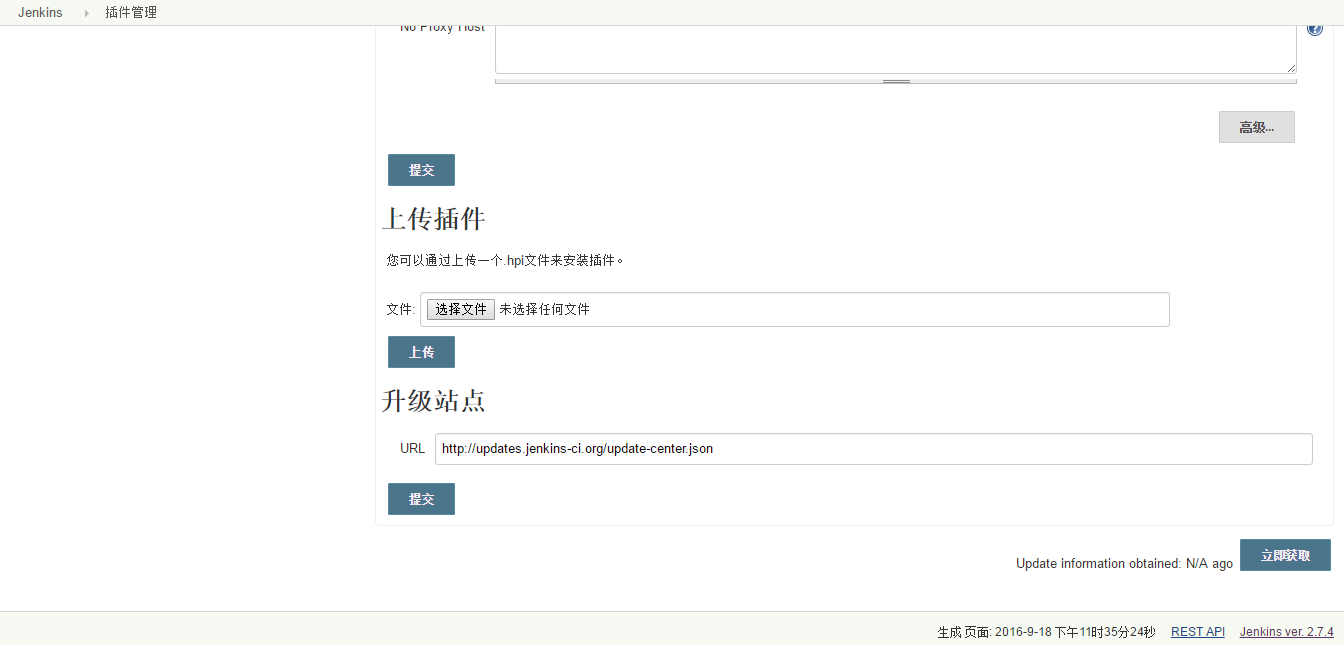 Jenkins 插件管理
No Proxy Host
高级...
提交
上传插件
您可以通过上传一个.hpi文件来安装插件。
文件: 选择文件 未选择任何文件
上传
升级站点
URL http://updates.jenkins-ci.org/update-center.json
提交
Update information obtained: N/A ago 立即获取
生成 页面: 2016-9-18 下午11时35分24秒 REST API Jenkins ver. 2.7.4